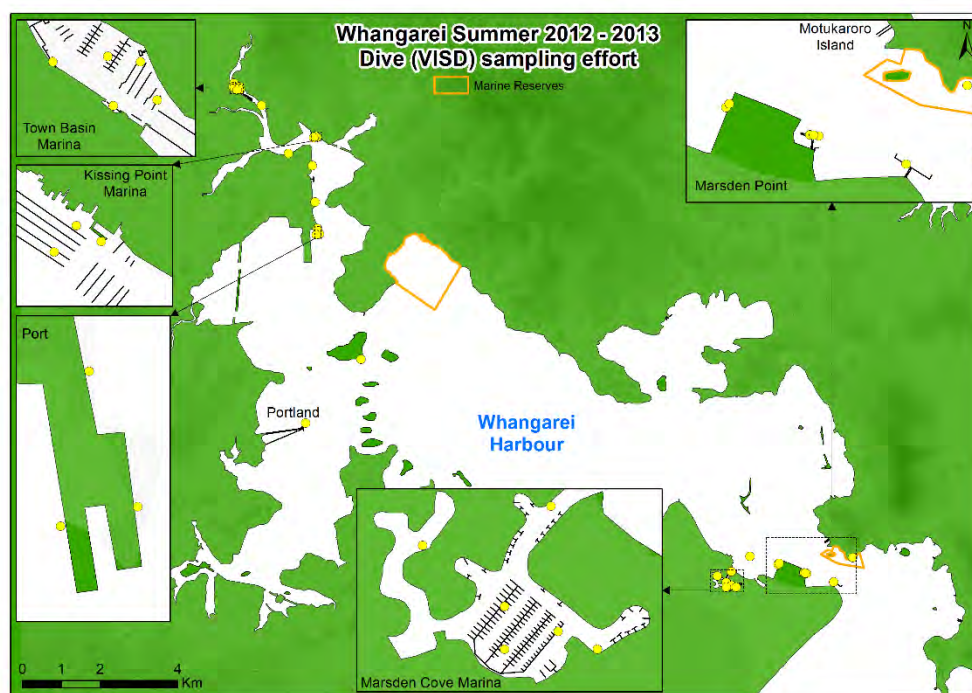 Whangarei Summer 2012 - 2013
Dive (VISD) sampling effort
Marine Reserves
Motukaroro
Island
N
Town Basin
Marina
Kissing Point
Marina
Marsden Point
Port
Portland
Whangarei
Harbour
Marsden Cove Marina
0 1 2 4
Km